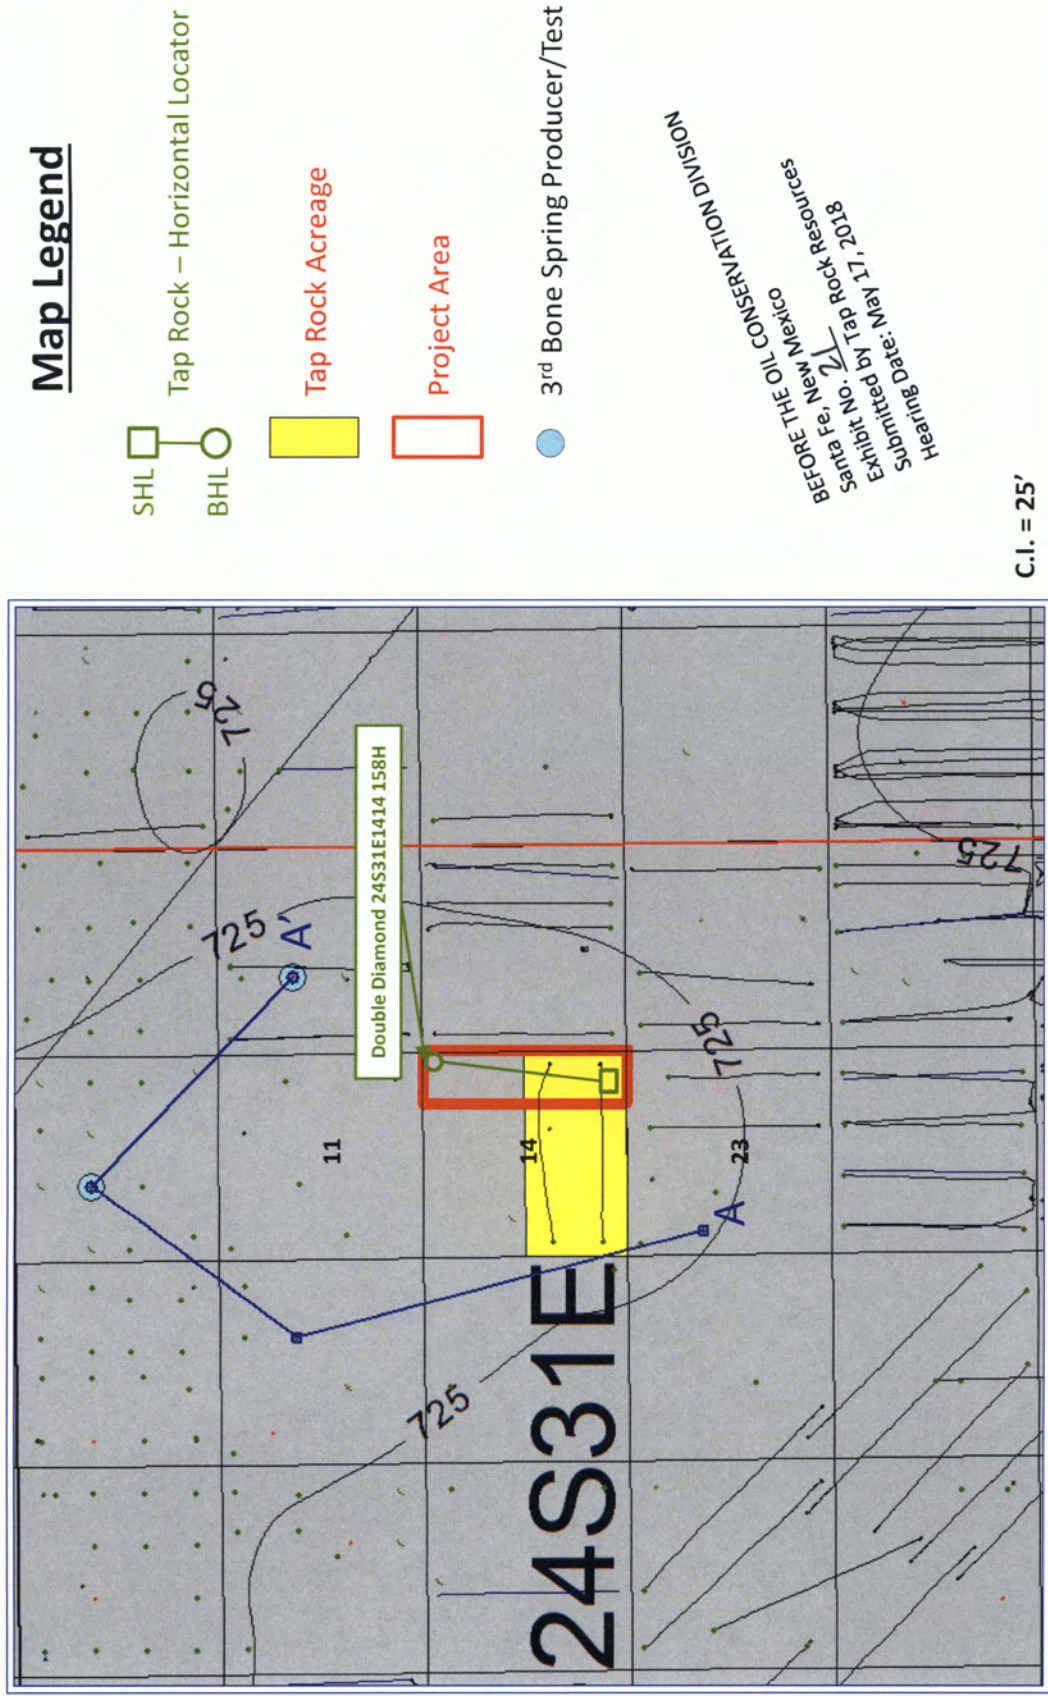 Map Legend
SHL
BHL
Tap Rock – Horizontal Locator
Tap Rock Acreage
Project Area
3rd Bone Spring Producer/Test
BEFORE THE OIL CONSERVATION DIVISION
Santa Fe, New Mexico
Exhibit No. 21
Submitted by Tap Rock Resources
Hearing Date: May 17, 2018
C.I. = 25'
725
725
A'
Double Diamond 24S31E1414 158H
11
14
23
725
A
725
725
24S31E